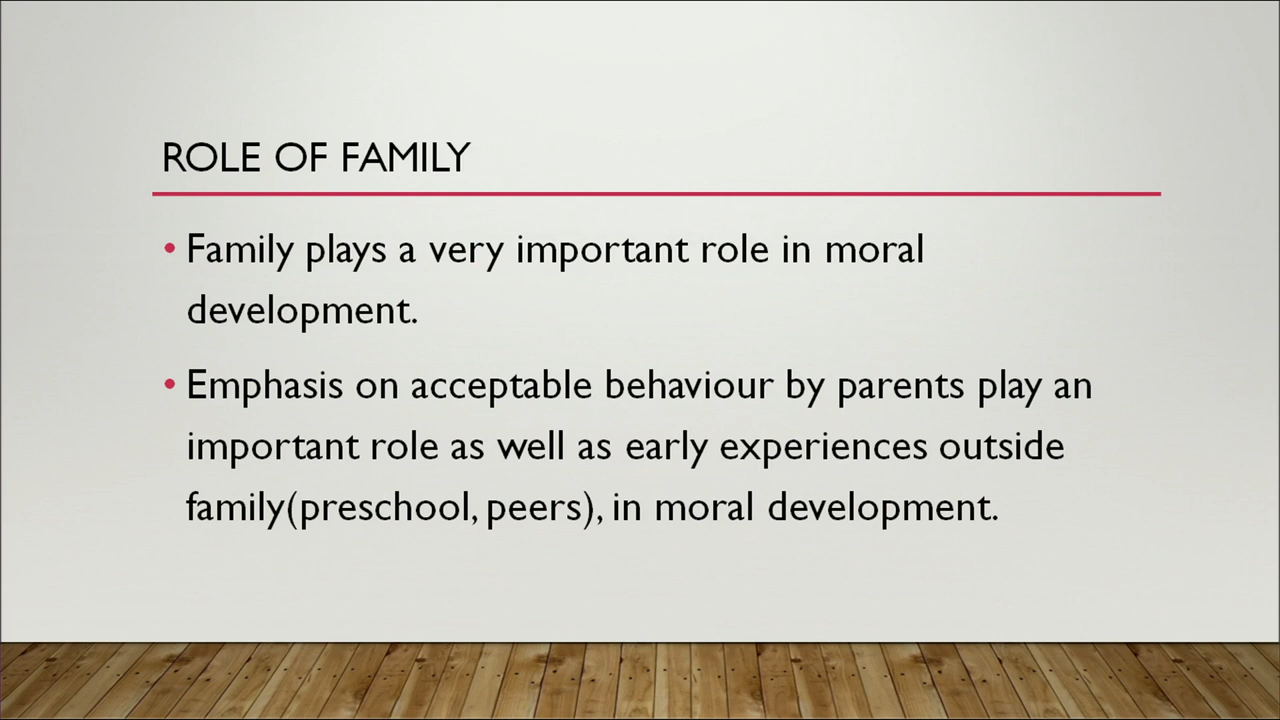 ROLE OF FAMILY
• Family plays a very important role in moral
development.
• Emphasis on acceptable behaviour by parents play an
important role as well as early experiences outside
family(preschool, peers), in moral development.